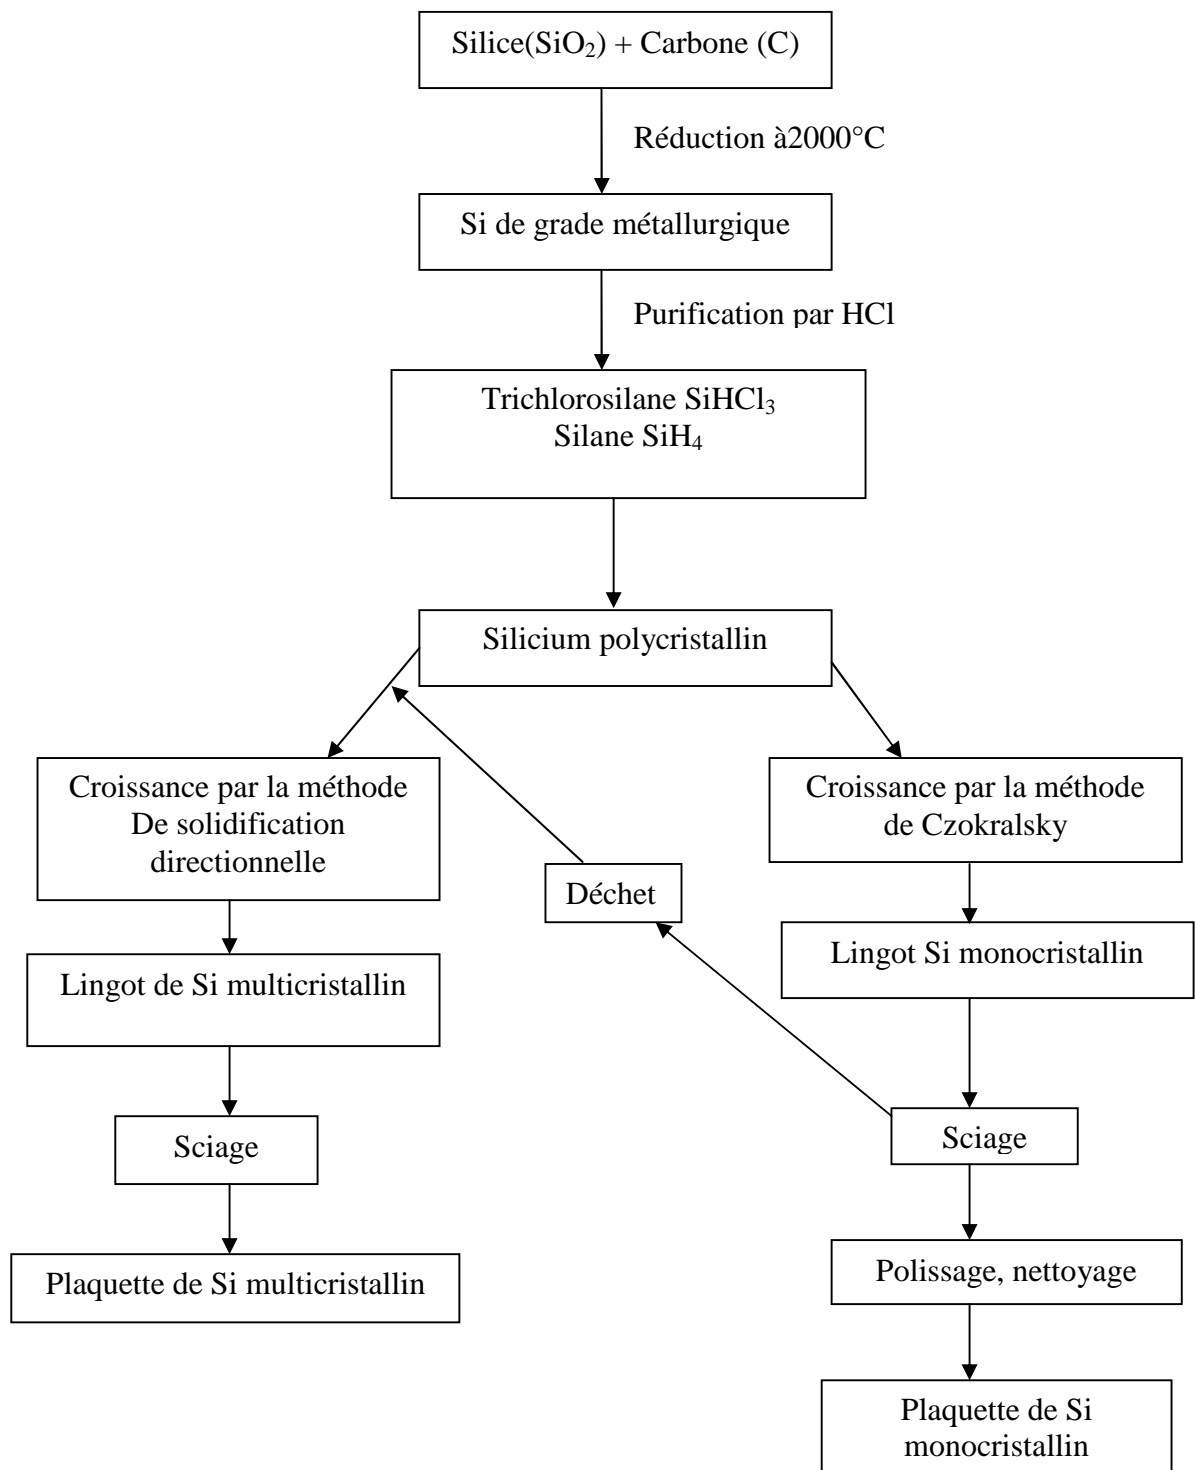 Silice(SiO₂) + Carbone (C)
Réduction à2000°C
Si de grade métallurgique
Purification par HCl
Trichlorosilane SiHCl₃
Silane SiH₄
Silicium polycristallin
Croissance par la méthode
De solidification
directionnelle
Croissance par la méthode
de Czokralsky
Déchet
Lingot de Si multicristallin
Lingot Si monocristallin
Sciage
Sciage
Plaquette de Si multicristallin
Polissage, nettoyage
Plaquette de Si
monocristallin